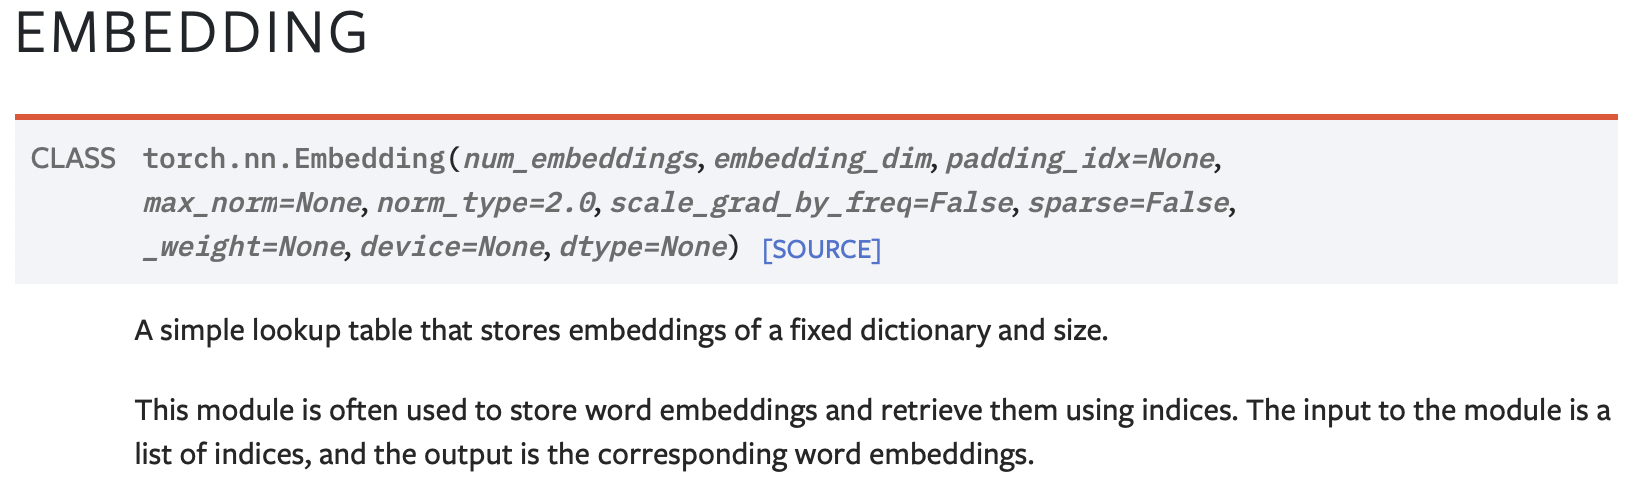 EMBEDDING
CLASS torch.nn.Embedding(num_embeddings, embedding_dim, padding_idx=None,
max_norm=None, norm_type=2.0, scale_grad_by_freq=False, sparse=False,
_weight=None, device=None, dtype=None) [SOURCE]
A simple lookup table that stores embeddings of a fixed dictionary and size.
This module is often used to store word embeddings and retrieve them using indices. The input to the module is a
list of indices, and the output is the corresponding word embeddings.